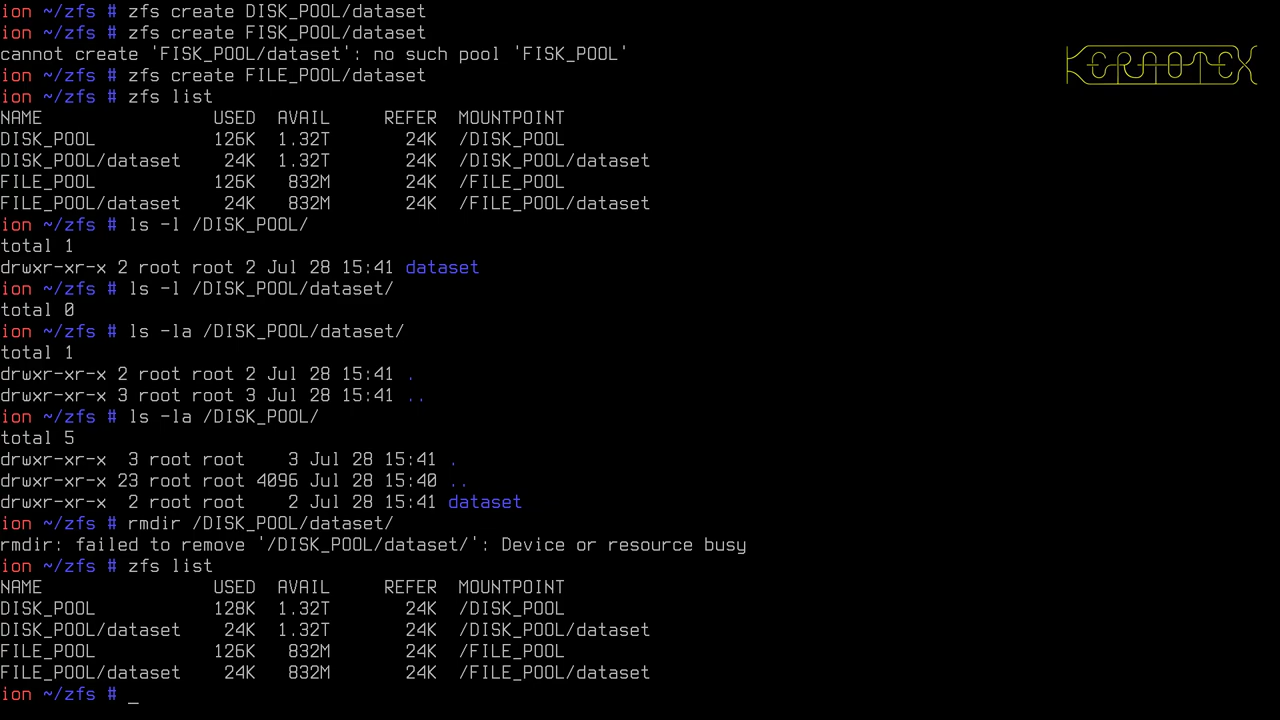 ion ~/zfs # zfs create DISK_POOL/dataset
ion ~/zfs # zfs create FISK_POOL/dataset
cannot create 'FISK_POOL/dataset': no such pool 'FISK_POOL'
ion ~/zfs # zfs create FILE_POOL/dataset
ion ~/zfs # zfs list
NAME                USED  AVAIL     REFER  MOUNTPOINT
DISK_POOL           126K  1.32T       24K  /DISK_POOL
DISK_POOL/dataset    24K  1.32T       24K  /DISK_POOL/dataset
FILE_POOL           126K   832M       24K  /FILE_POOL
FILE_POOL/dataset    24K   832M       24K  /FILE_POOL/dataset
ion ~/zfs # ls -l /DISK_POOL/
total 1
drwxr-xr-x 2 root root 2 Jul 28 15:41 dataset
ion ~/zfs # ls -l /DISK_POOL/dataset/
total 0
ion ~/zfs # ls -la /DISK_POOL/dataset/
total 1
drwxr-xr-x 2 root root 2 Jul 28 15:41 .
drwxr-xr-x 3 root root 3 Jul 28 15:41 ..
ion ~/zfs # ls -la /DISK_POOL/
total 5
drwxr-xr-x  3 root root    3 Jul 28 15:41 .
drwxr-xr-x 23 root root 4096 Jul 28 15:40 ..
drwxr-xr-x  2 root root    2 Jul 28 15:41 dataset
ion ~/zfs # rmdir /DISK_POOL/dataset/
rmdir: failed to remove '/DISK_POOL/dataset/': Device or resource busy
ion ~/zfs # zfs list
NAME                USED  AVAIL     REFER  MOUNTPOINT
DISK_POOL           128K  1.32T       24K  /DISK_POOL
DISK_POOL/dataset    24K  1.32T       24K  /DISK_POOL/dataset
FILE_POOL           126K   832M       24K  /FILE_POOL
FILE_POOL/dataset    24K   832M       24K  /FILE_POOL/dataset
ion ~/zfs # _
KERAOTEX